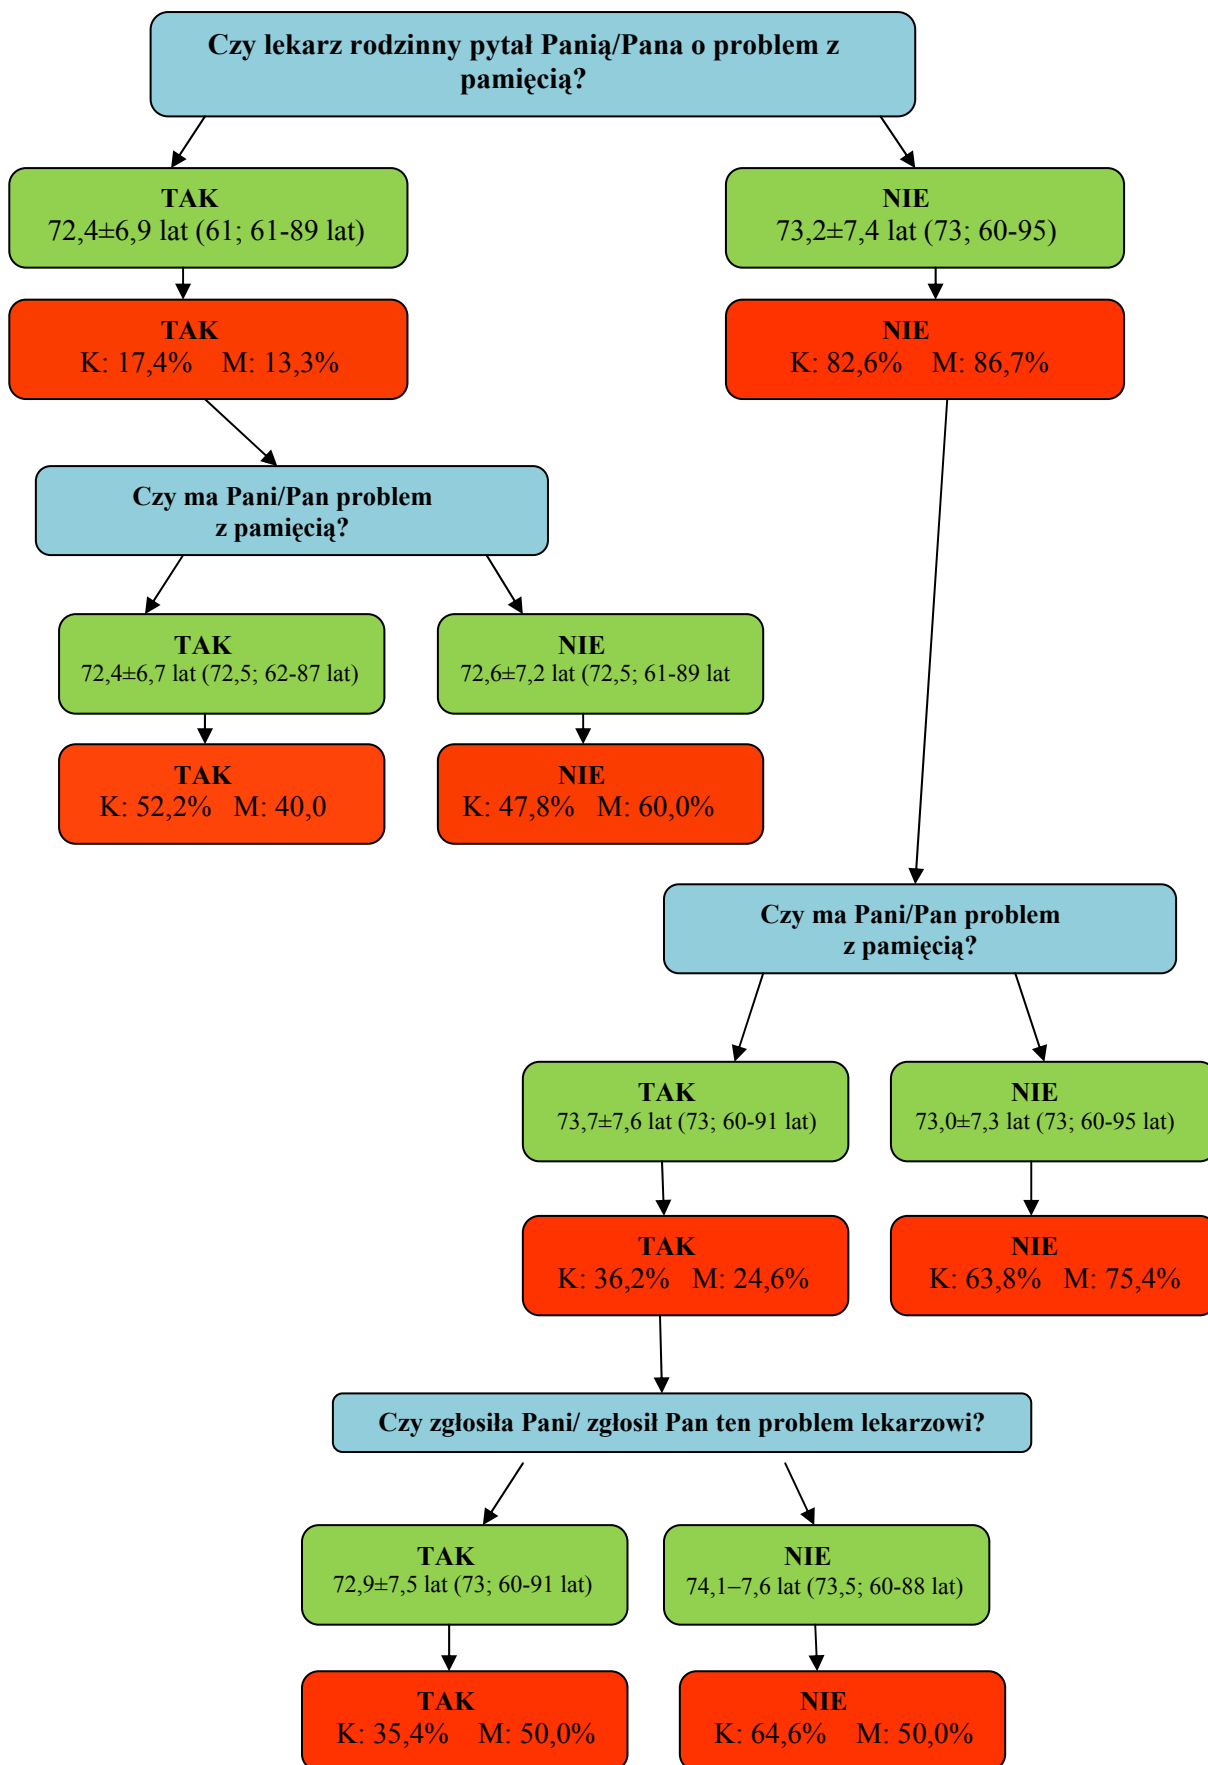 Czy lekarz rodzinny pytał Panią/Pana o problem z
pamięcią?
TAK
72,4±6,9 lat (61; 61-89 lat)
NIE
73,2±7,4 lat (73; 60-95)
TAK
K: 17,4% M: 13,3%
NIE
K: 82,6% M: 86,7%
Czy ma Pani/Pan problem
z pamięcią?
TAK
72,4±6,7 lat (72,5; 62-87 lat)
NIE
72,6±7,2 lat (72,5; 61-89 lat
TAK
K: 52,2% M: 40,0
NIE
K: 47,8% M: 60,0%
Czy ma Pani/Pan problem
z pamięcią?
TAK
73,7±7,6 lat (73; 60-91 lat)
NIE
73,0±7,3 lat (73; 60-95 lat)
TAK
K: 36,2% M: 24,6%
NIE
K: 63,8% M: 75,4%
Czy zgłosiła Pani/ zgłosił Pan ten problem lekarzowi?
TAK
72,9±7,5 lat (73; 60-91 lat)
NIE
74,1−7,6 lat (73,5; 60-88 lat)
TAK
K: 35,4% M: 50,0%
NIE
K: 64,6% M: 50,0%